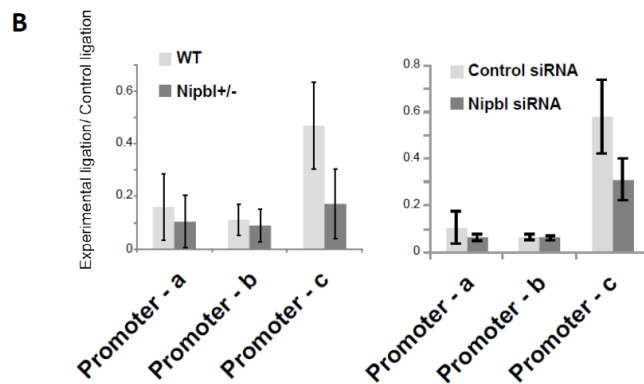 B
Experimental ligation/ Control ligation
WT
Nipbl+/-
0.6
0.4
0.2
0
Promoter - a
Promoter - b
Promoter - c
Control siRNA
Nipbl siRNA
0.8
0.6
0.4
0.2
0
Promoter - a
Promoter - b
Promoter - c